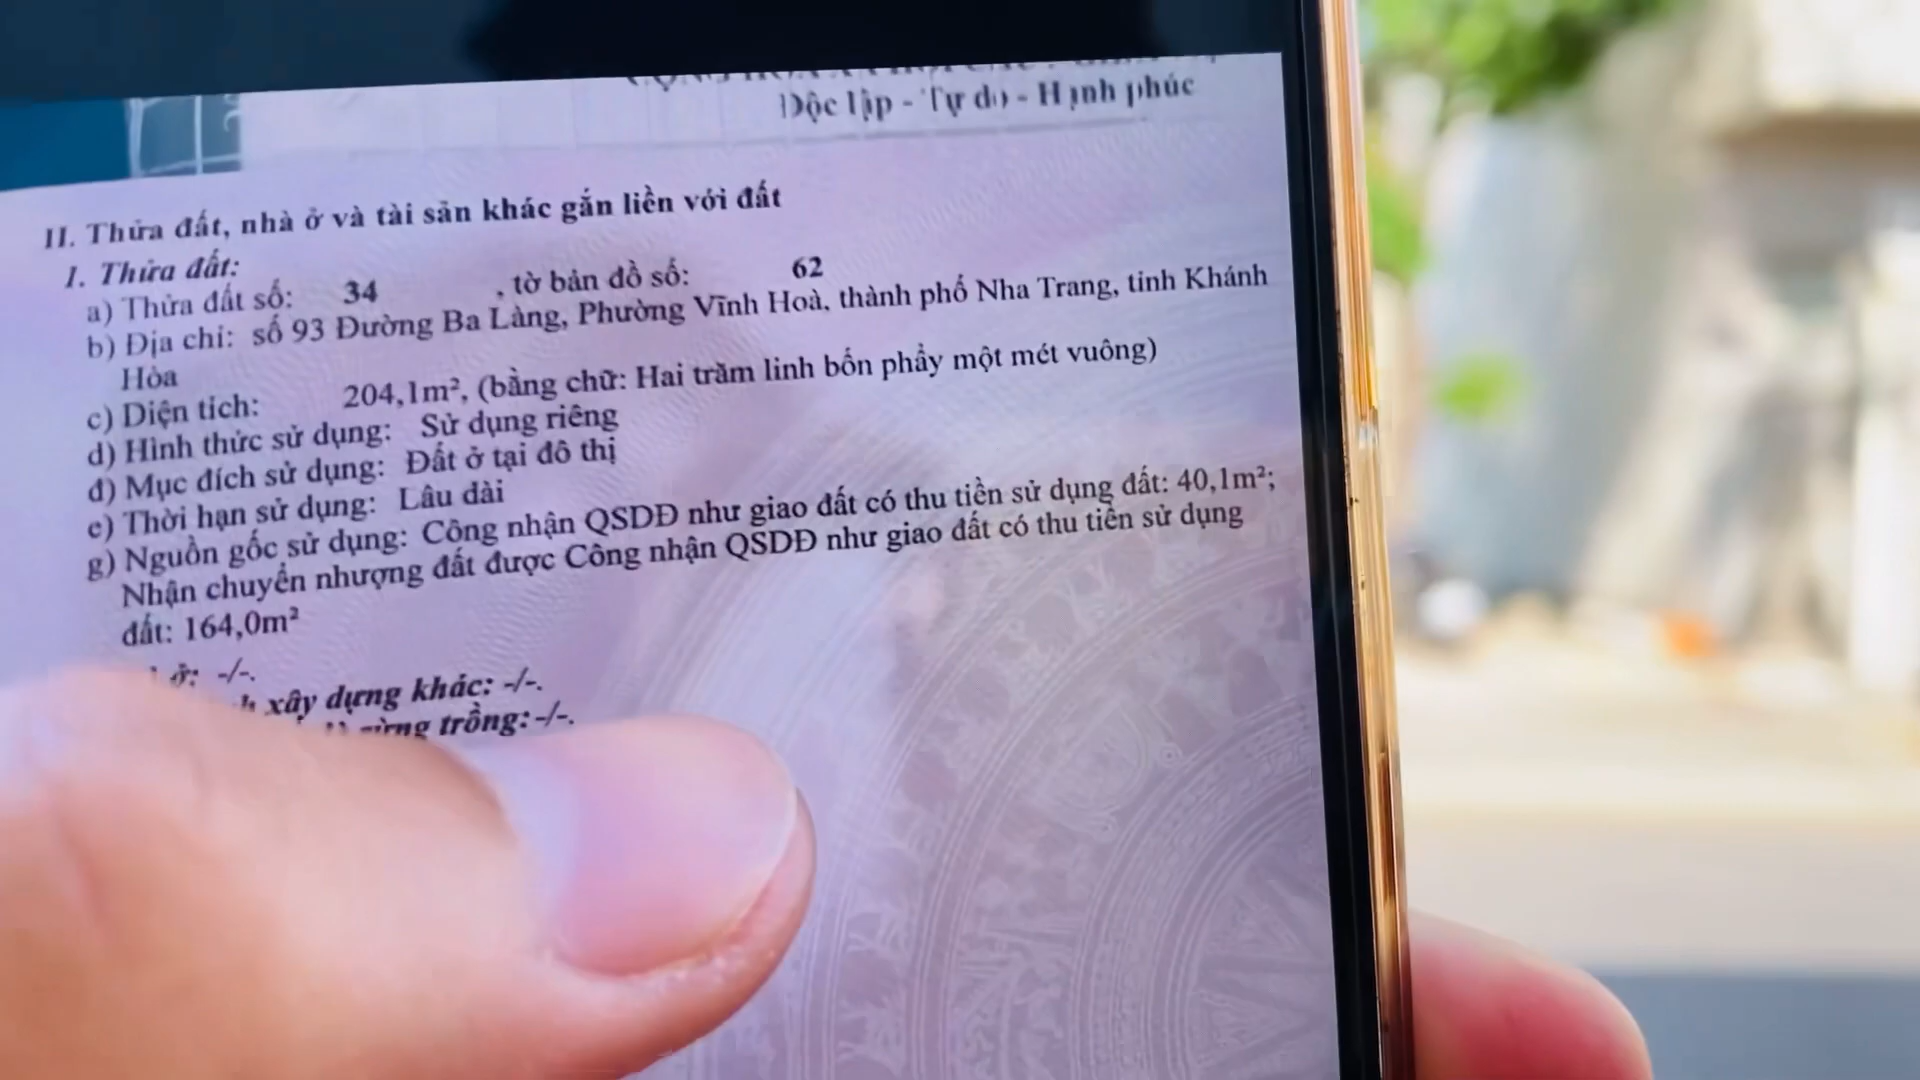 Độc lập - Tự do - Hạnh phúc
II. Thửa đất, nhà ở và tài sản khác gắn liền với đất
1. Thửa đất:
a) Thửa đất số: 34 , tờ bản đồ số: 62
b) Địa chỉ: số 93 Đường Ba Làng, Phường Vĩnh Hoà, thành phố Nha Trang, tỉnh Khánh
Hòa
c) Diện tích: 204,1m², (bằng chữ: Hai trăm linh bốn phẩy một mét vuông)
d) Hình thức sử dụng: Sử dụng riêng
đ) Mục đích sử dụng: Đất ở tại đô thị
e) Thời hạn sử dụng: Lâu dài
g) Nguồn gốc sử dụng: Công nhận QSDĐ như giao đất có thu tiền sử dụng đất: 40,1m²;
Nhận chuyển nhượng đất được Công nhận QSDĐ như giao đất có thu tiền sử dụng
đất: 164,0m²
ở: -/-.
xây dựng khác: -/-.
rừng trồng: -/-.